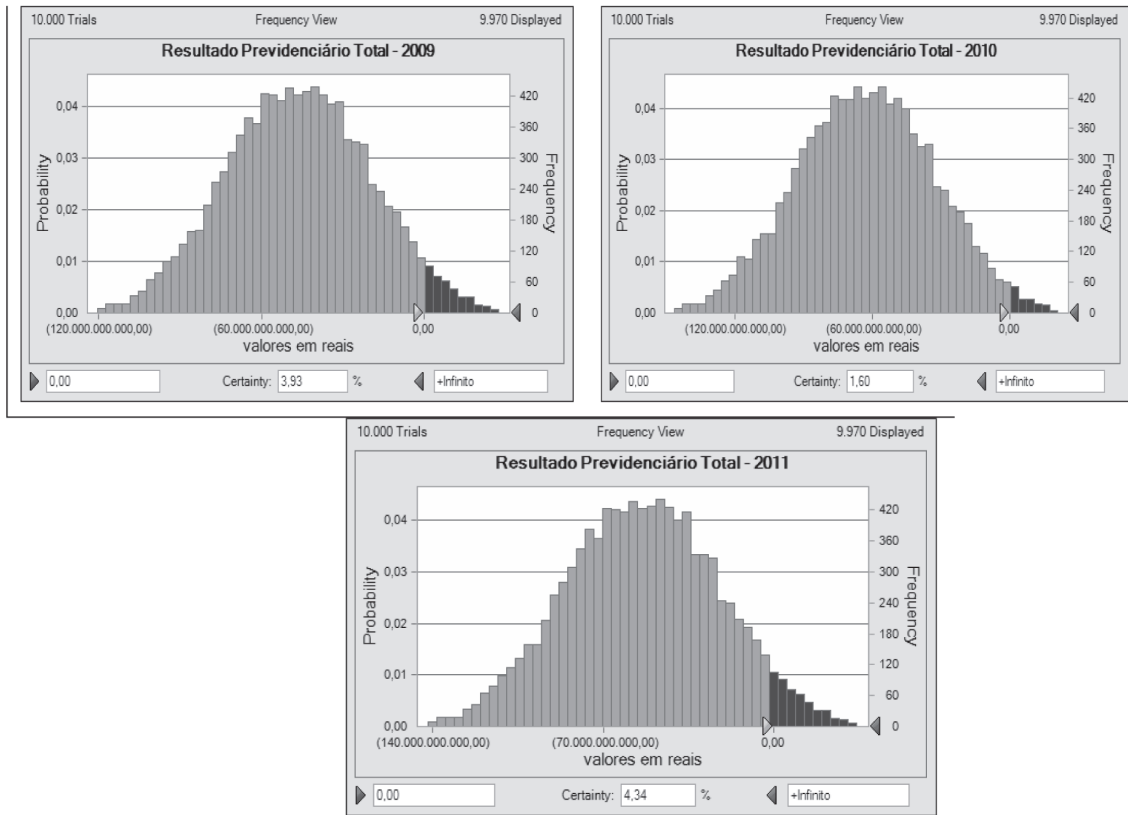 10.000 Trials Frequency View 9.970 Displayed
Resultado Previdenciário Total - 2009
Probability
0,04
0,03
0,02
0,01
0,00
420
360
300
240
180
120
60
0
Frequency
(120.000.000.000,00) (60.000.000.000,00) 0,00
valores em reais
0,00 Certainty: 3,93 % +Infinito
10.000 Trials Frequency View 9.970 Displayed
Resultado Previdenciário Total - 2010
Probability
0,04
0,03
0,02
0,01
0,00
420
360
300
240
180
120
60
0
Frequency
(120.000.000.000,00) (60.000.000.000,00) 0,00
valores em reais
0,00 Certainty: 1,60 % +Infinito
10.000 Trials Frequency View 9.970 Displayed
Resultado Previdenciário Total - 2011
Probability
0,04
0,03
0,02
0,01
0,00
420
360
300
240
180
120
60
0
Frequency
(140.000.000.000,00) (70.000.000.000,00) 0,00
valores em reais
0,00 Certainty: 4,34 % +Infinito